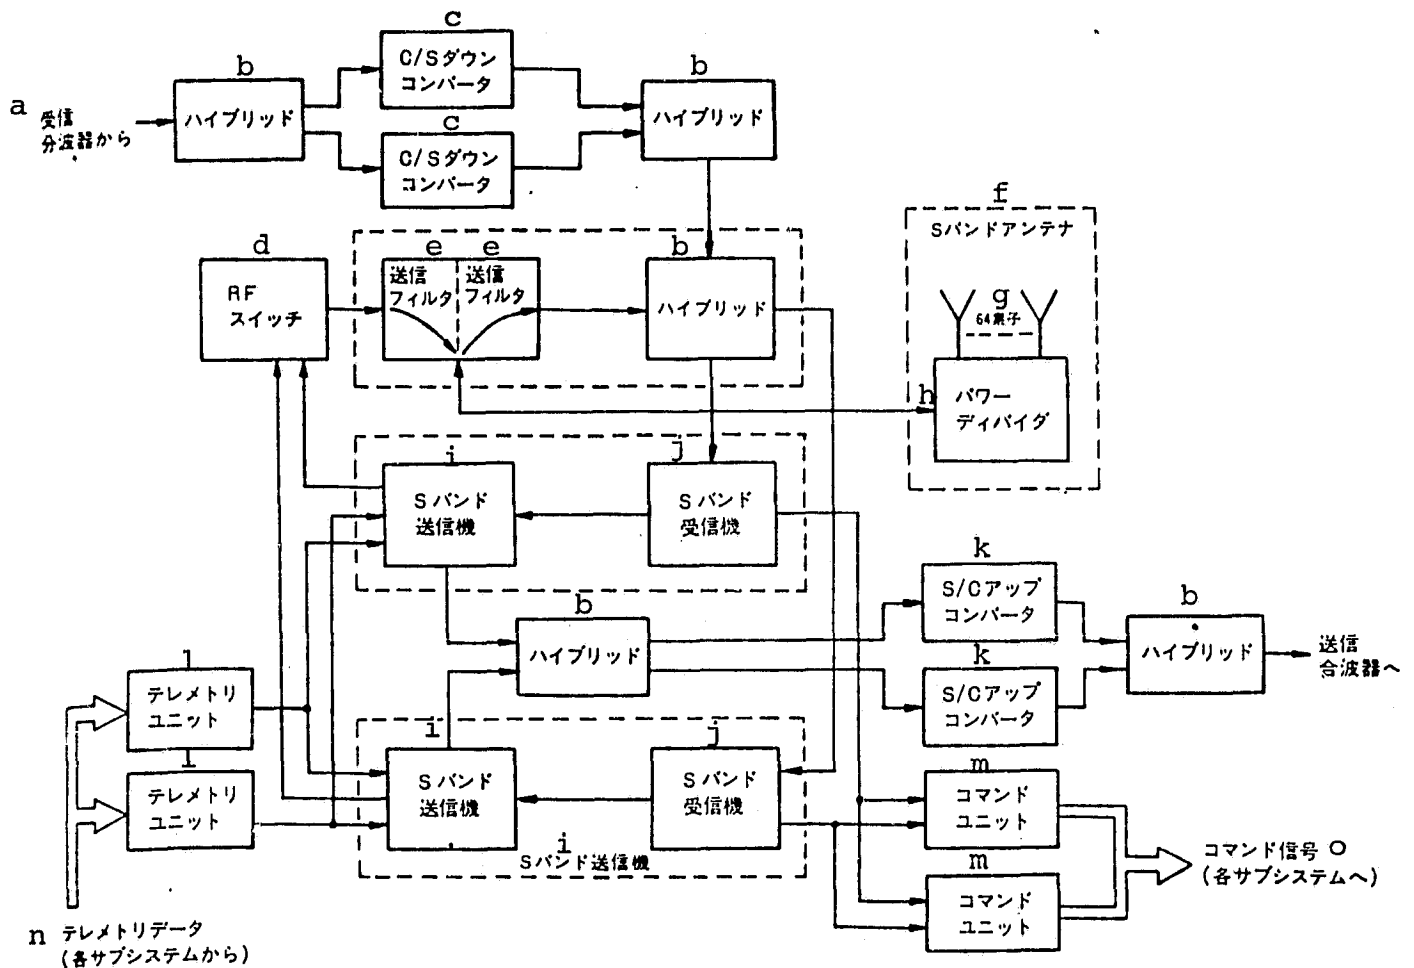 c
C/Sダウン
コンバータ
b
ハイブリッド
b
ハイブリッド
a 受信
分波器から
c
C/Sダウン
コンバータ
f
Sバンドアンテナ
d
RF
スイッチ
e e
送信 送信
フィルタ フィルタ
b
ハイブリッド
g
64素子
h
パワー
ディバイダ
i
Sバンド
送信機
j
Sバンド
受信機
k
S/Cアップ
コンバータ
b
ハイブリッド
b
ハイブリッド
送信
合波器へ
k
S/Cアップ
コンバータ
l
テレメトリ
ユニット
l
テレメトリ
ユニット
i
Sバンド
送信機
j
Sバンド
受信機
i
Sバンド送信機
m
コマンド
ユニット
m
コマンド
ユニット
コマンド信号 O
(各サブシステムへ)
n テレメトリデータ
(各サブシステムから)